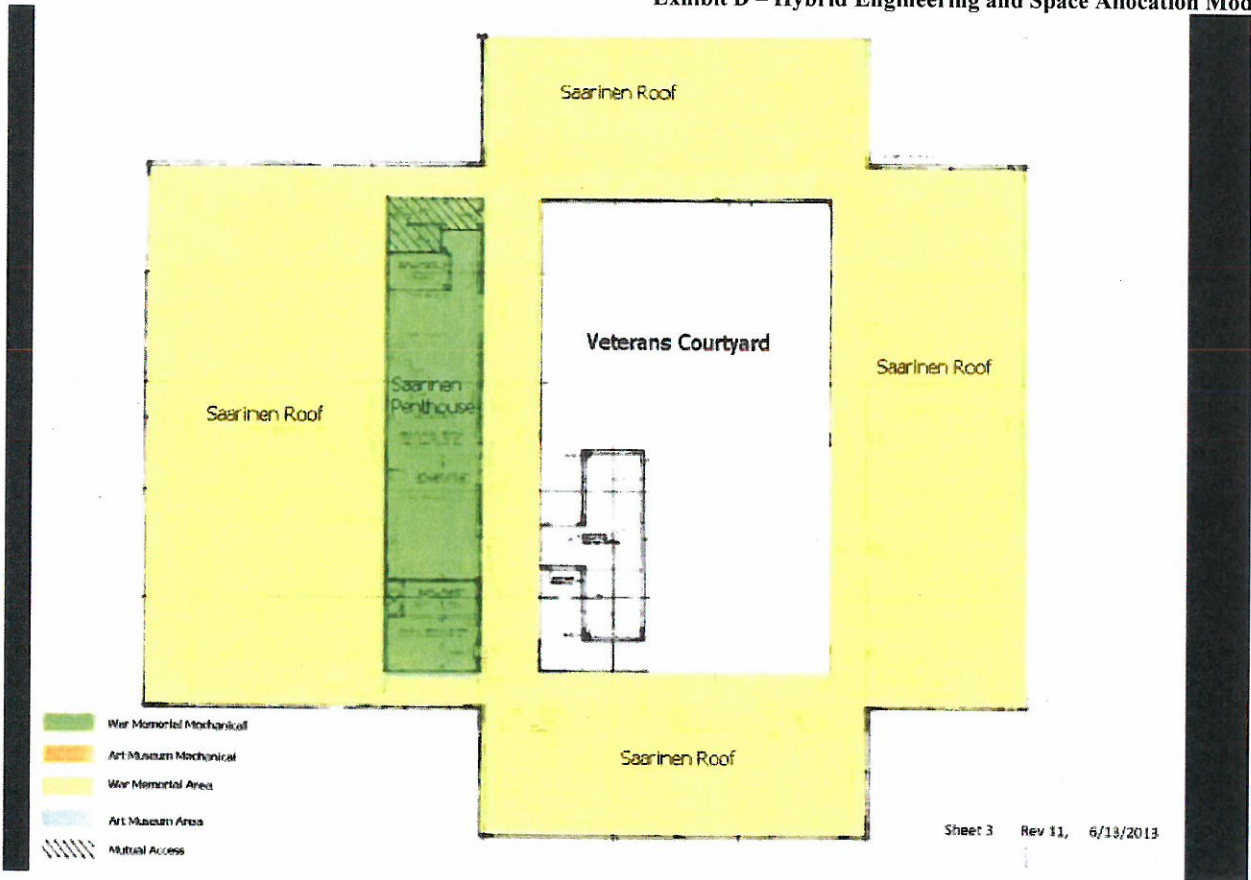 Exhibit D – Hybrid Engineering and Space Allocation Mod
Saarinen Roof
Veterans Courtyard
Saarinen Roof
Saarinen
Penthouse
Saarinen Roof
Saarinen Roof
War Memorial Mechanical
Art Museum Mechanical
War Memorial Area
Art Museum Area
Mutual Access
Sheet 3 Rev 11, 6/13/2013